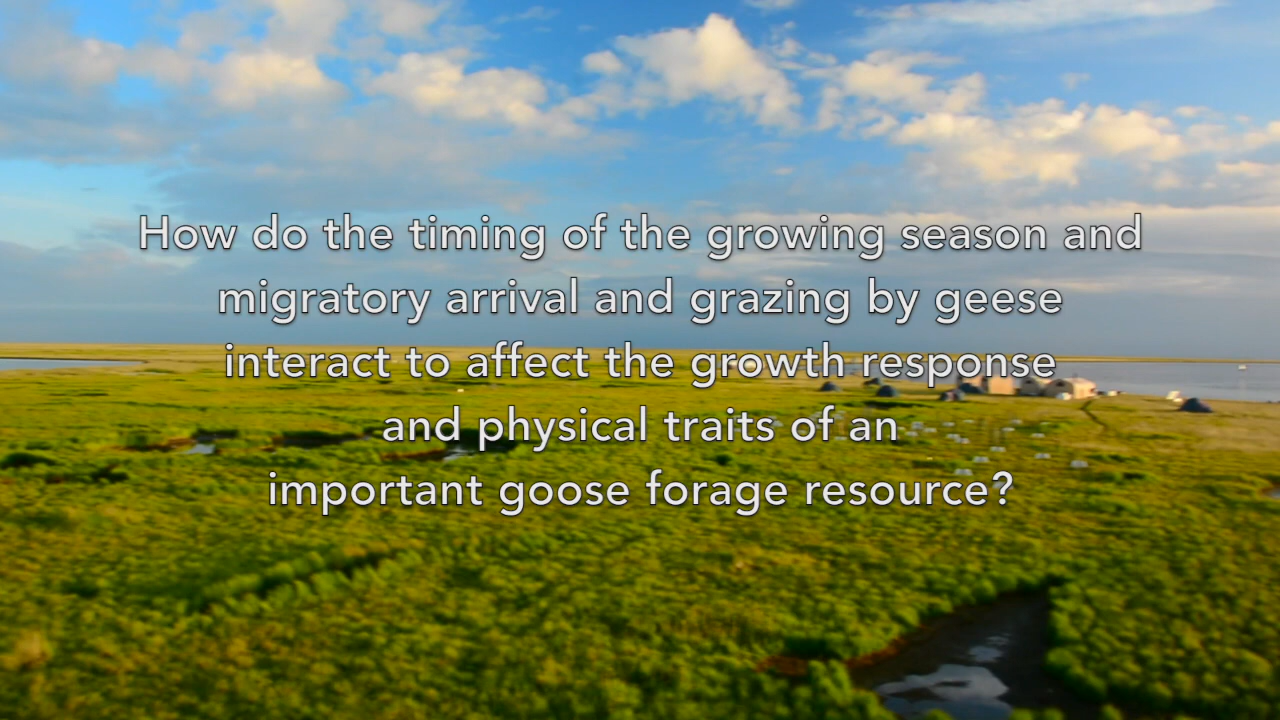 How do the timing of the growing season and
migratory arrival and grazing by geese
interact to affect the growth response
and physical traits of an
important goose forage resource?